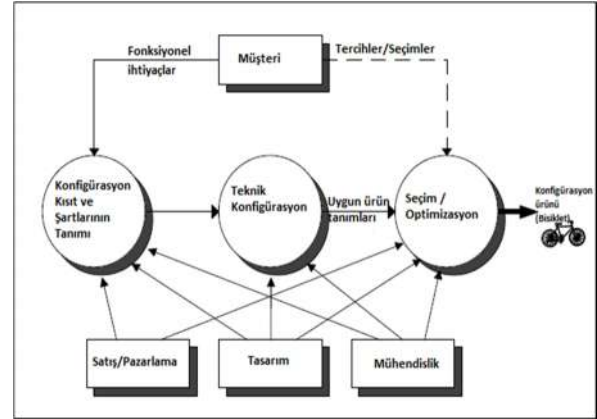 Fonksiyonel
ihtiyaçlar
Müşteri
Tercihler/Seçimler
Konfigürasyon
Kısıt ve
Şartlarının
Tanımı
Teknik
Konfigürasyon
Uygun ürün
tanımları
Seçim /
Optimizasyon
Konfigürasyon
ürünü
(Bisiklet)
Satış/Pazarlama
Tasarım
Mühendislik